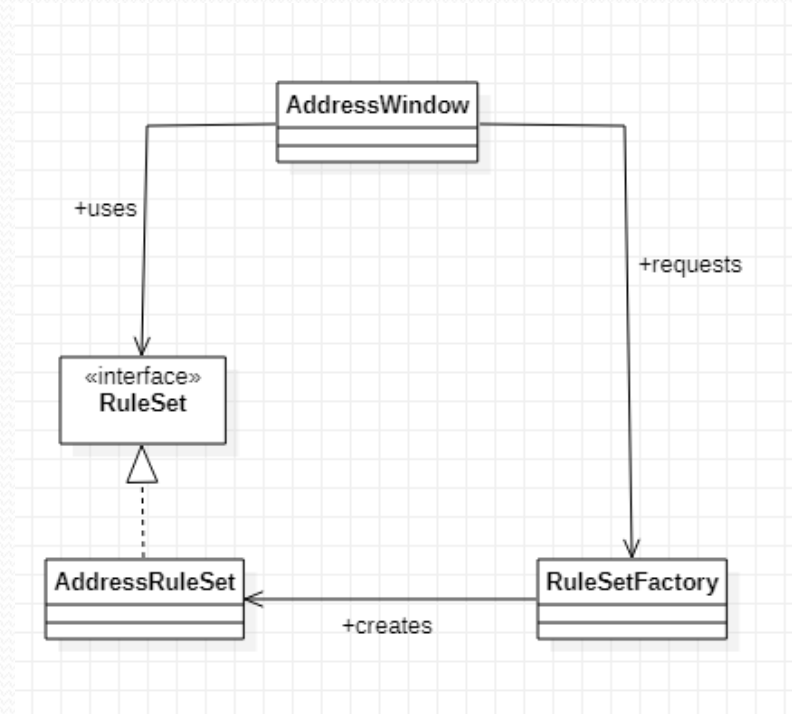 AddressWindow
+uses
+requests
«interface»
RuleSet
AddressRuleSet
RuleSetFactory
+creates